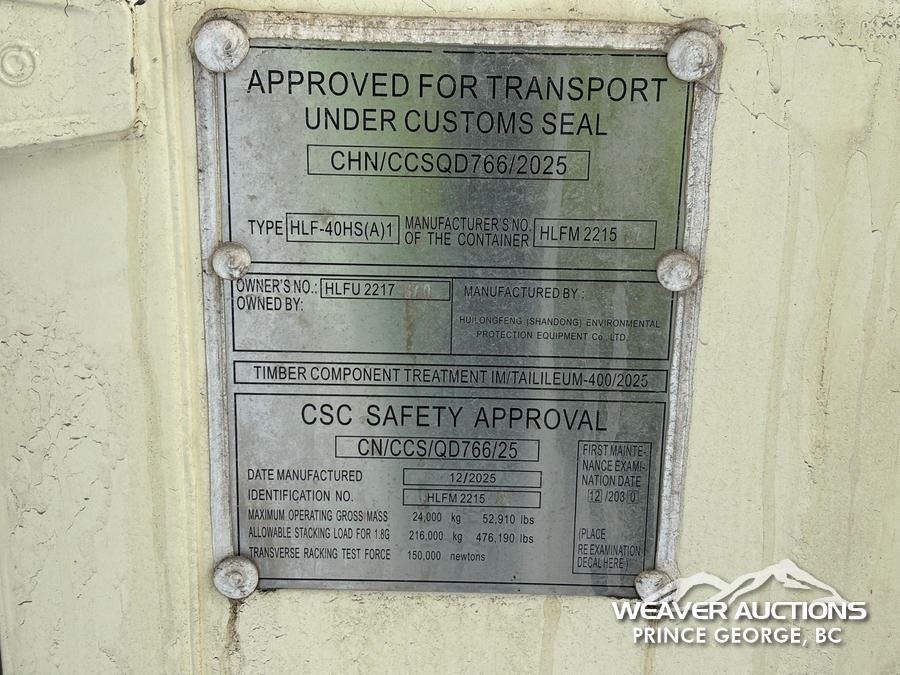 APPROVED FOR TRANSPORT
UNDER CUSTOMS SEAL
CHN/CCSQD766/2025
TYPE HLF-40HS(A)1 MANUFACTURER'S NO. OF THE CONTAINER HLFM 2215
OWNER'S NO.: HLFU 2217
OWNED BY:
MANUFACTURED BY :
HUILONGFENG (SHANDONG) ENVIRONMENTAL
PROTECTION EQUIPMENT Co., LTD.
TIMBER COMPONENT TREATMENT IM/TAILILEUM-400/2025
CSC SAFETY APPROVAL
CN/CCS/QD766/25
DATE MANUFACTURED 12/2025
IDENTIFICATION NO. HLFM 2215
MAXIMUM OPERATING GROSS MASS 24,000 kg 52,910 lbs
ALLOWABLE STACKING LOAD FOR 1.8G 216,000 kg 476,190 lbs
TRANSVERSE RACKING TEST FORCE 150,000 newtons
FIRST MAINTE-
NANCE EXAMI-
NATION DATE
12 /203 0
(PLACE
RE EXAMINATION
DECAL HERE )
WEAVER AUCTIONS
PRINCE GEORGE, BC